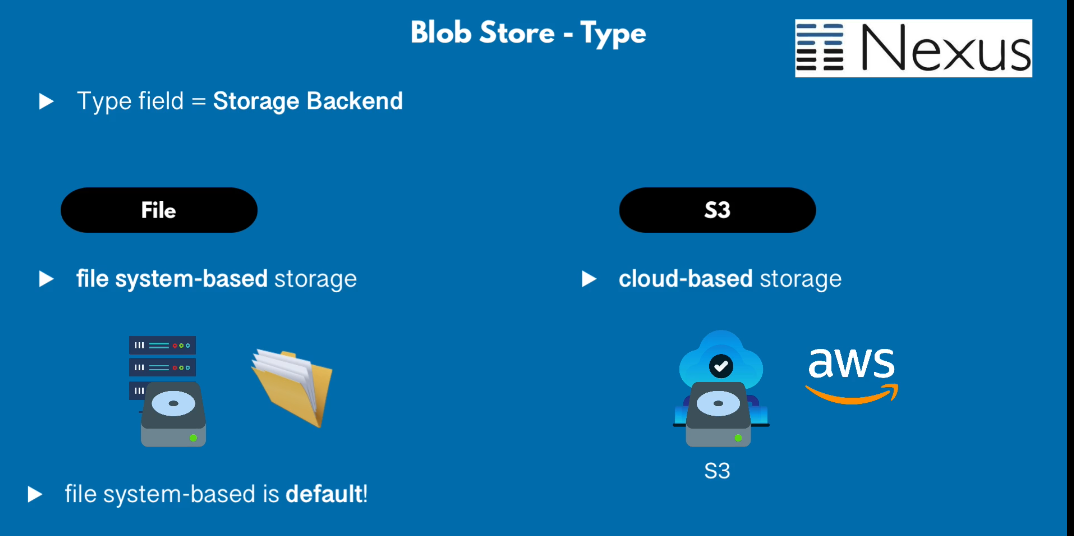 Blob Store - Type
Nexus
Type field = Storage Backend
File
S3
file system-based storage
cloud-based storage
aws
S3
file system-based is default!